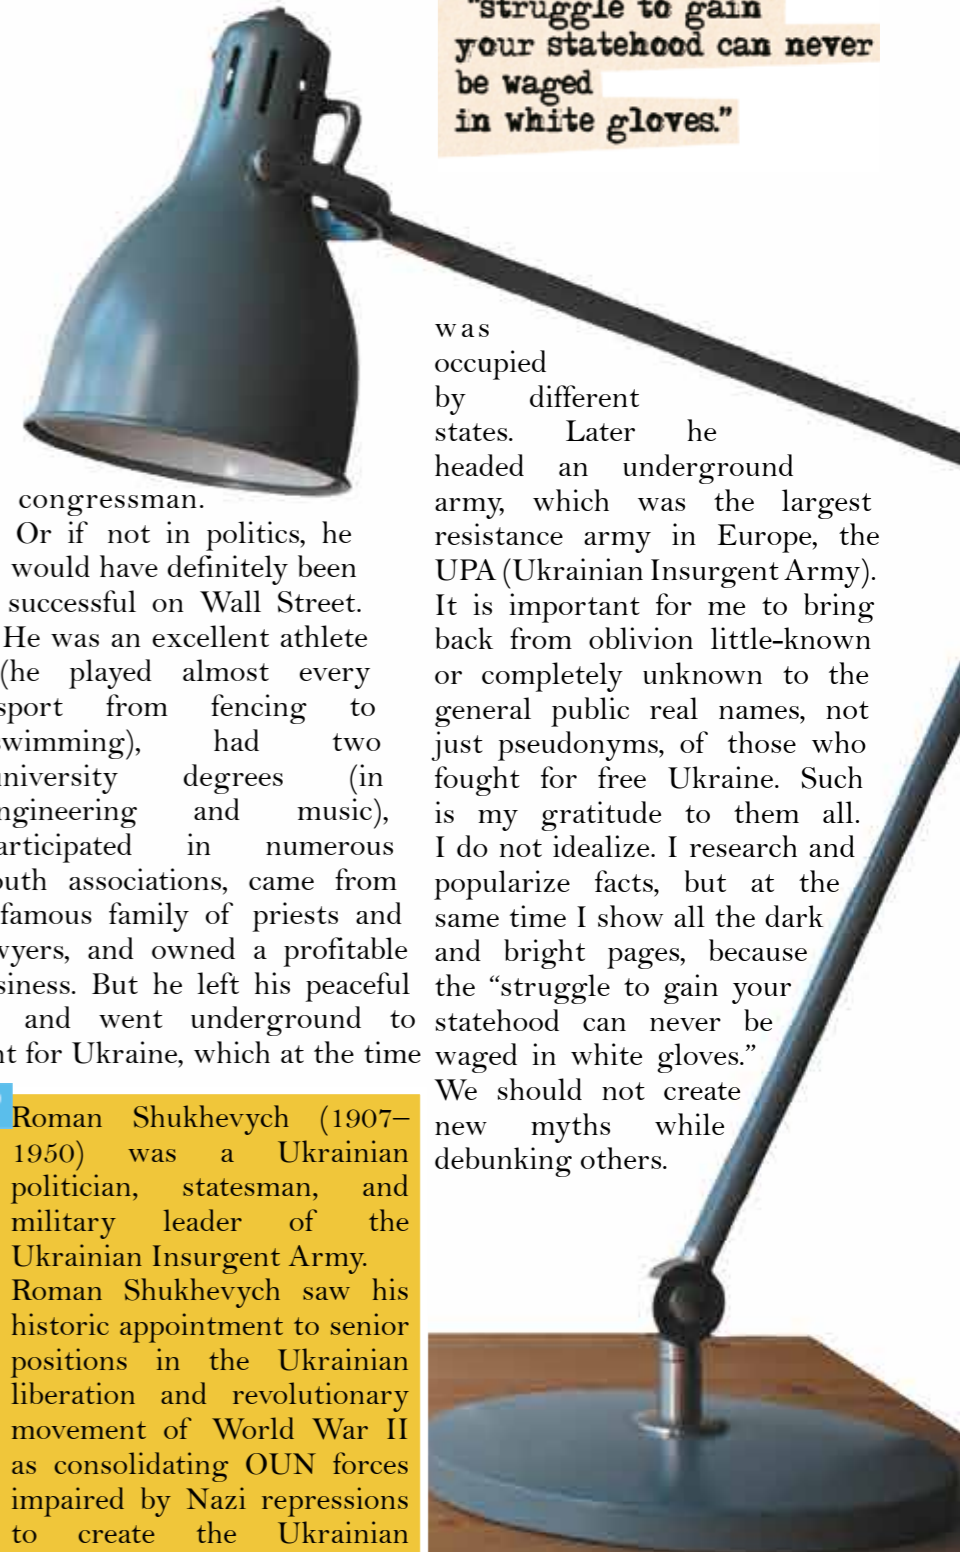 "struggle to gain
your statehood can never
be waged
in white gloves."
congressman.
Or if not in politics, he
would have definitely been
successful on Wall Street.
He was an excellent athlete
(he played almost every
sport from fencing to
swimming), had two
niversity degrees (in
ngineering and music),
articipated in numerous
outh associations, came from
famous family of priests and
wyers, and owned a profitable
siness. But he left his peaceful
and went underground to
ht for Ukraine, which at the time
was
occupied
by different
states. Later he
headed an underground
army, which was the largest
resistance army in Europe, the
UPA (Ukrainian Insurgent Army).
It is important for me to bring
back from oblivion little-known
or completely unknown to the
general public real names, not
just pseudonyms, of those who
fought for free Ukraine. Such
is my gratitude to them all.
I do not idealize. I research and
popularize facts, but at the
same time I show all the dark
and bright pages, because
the “struggle to gain your
statehood can never be
waged in white gloves.”
We should not create
new myths while
debunking others.
Roman Shukhevych (1907–
1950) was a Ukrainian
politician, statesman, and
military leader of the
Ukrainian Insurgent Army.
Roman Shukhevych saw his
historic appointment to senior
positions in the Ukrainian
liberation and revolutionary
movement of World War II
as consolidating OUN forces
impaired by Nazi repressions
to create the Ukrainian